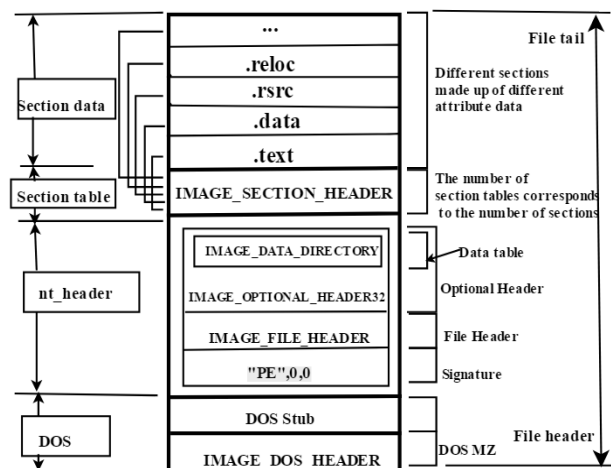 Section data
Section table
nt_header
DOS
...
.reloc
.rsrc
.data
.text
IMAGE_SECTION_HEADER
IMAGE_DATA_DIRECTORY
IMAGE_OPTIONAL_HEADER32
IMAGE_FILE_HEADER
"PE",0,0
DOS Stub
IMAGE_DOS_HEADER
File tail
Different sections
made up of different
attribute data
The number of
section tables corresponds
to the number of sections
Data table
Optional Header
File Header
Signature
File header
DOS MZ